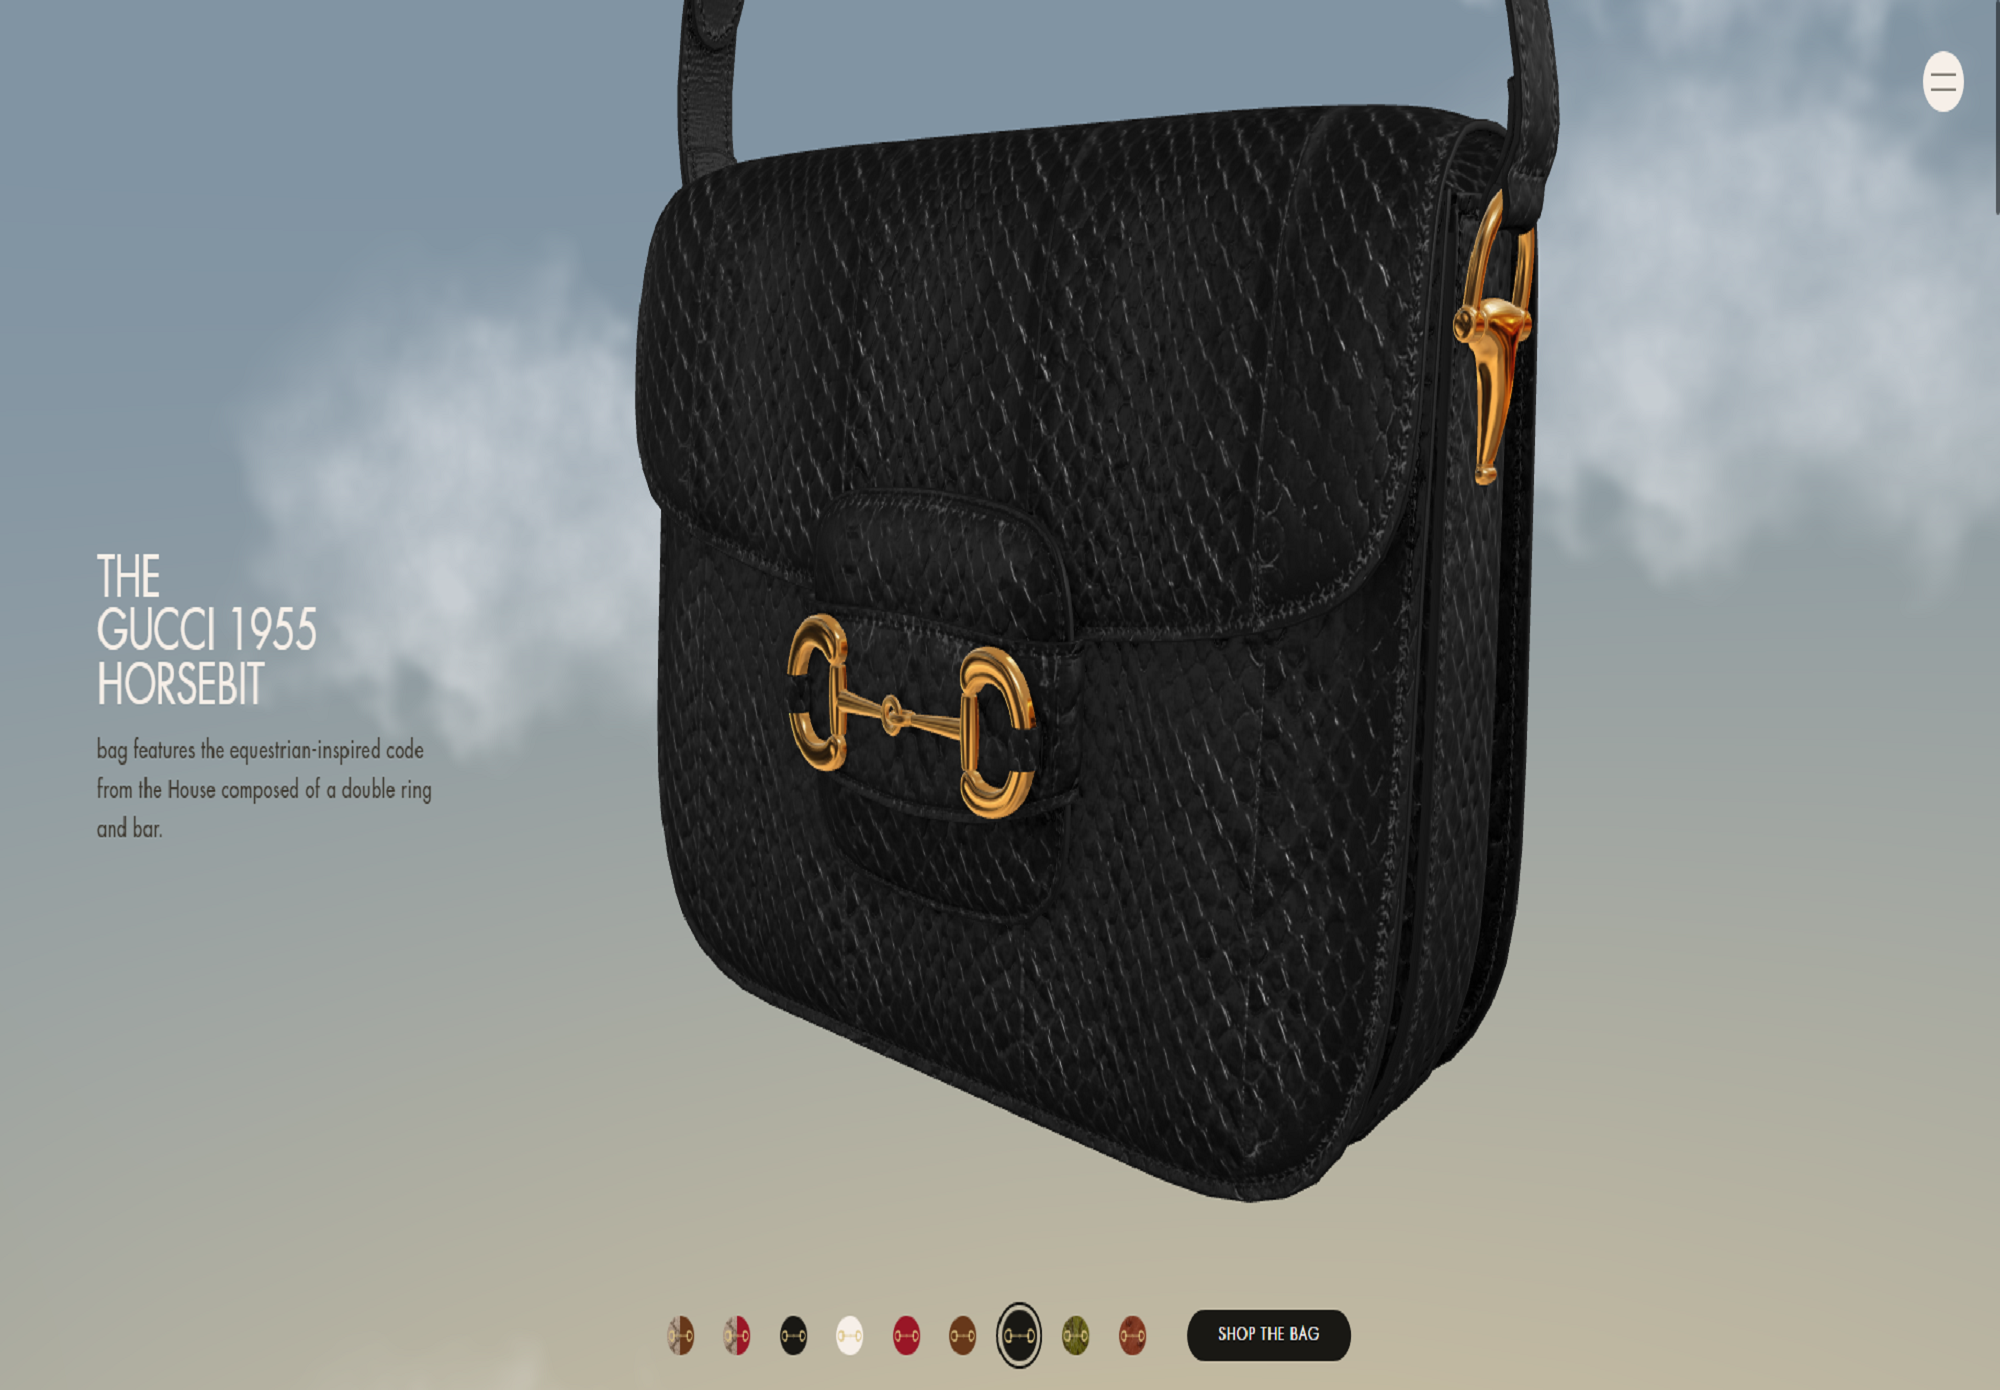 THE
GUCCI 1955
HORSEBIT
bag features the equestrian-inspired code
from the House composed of a double ring
and bar.
SHOP THE BAG